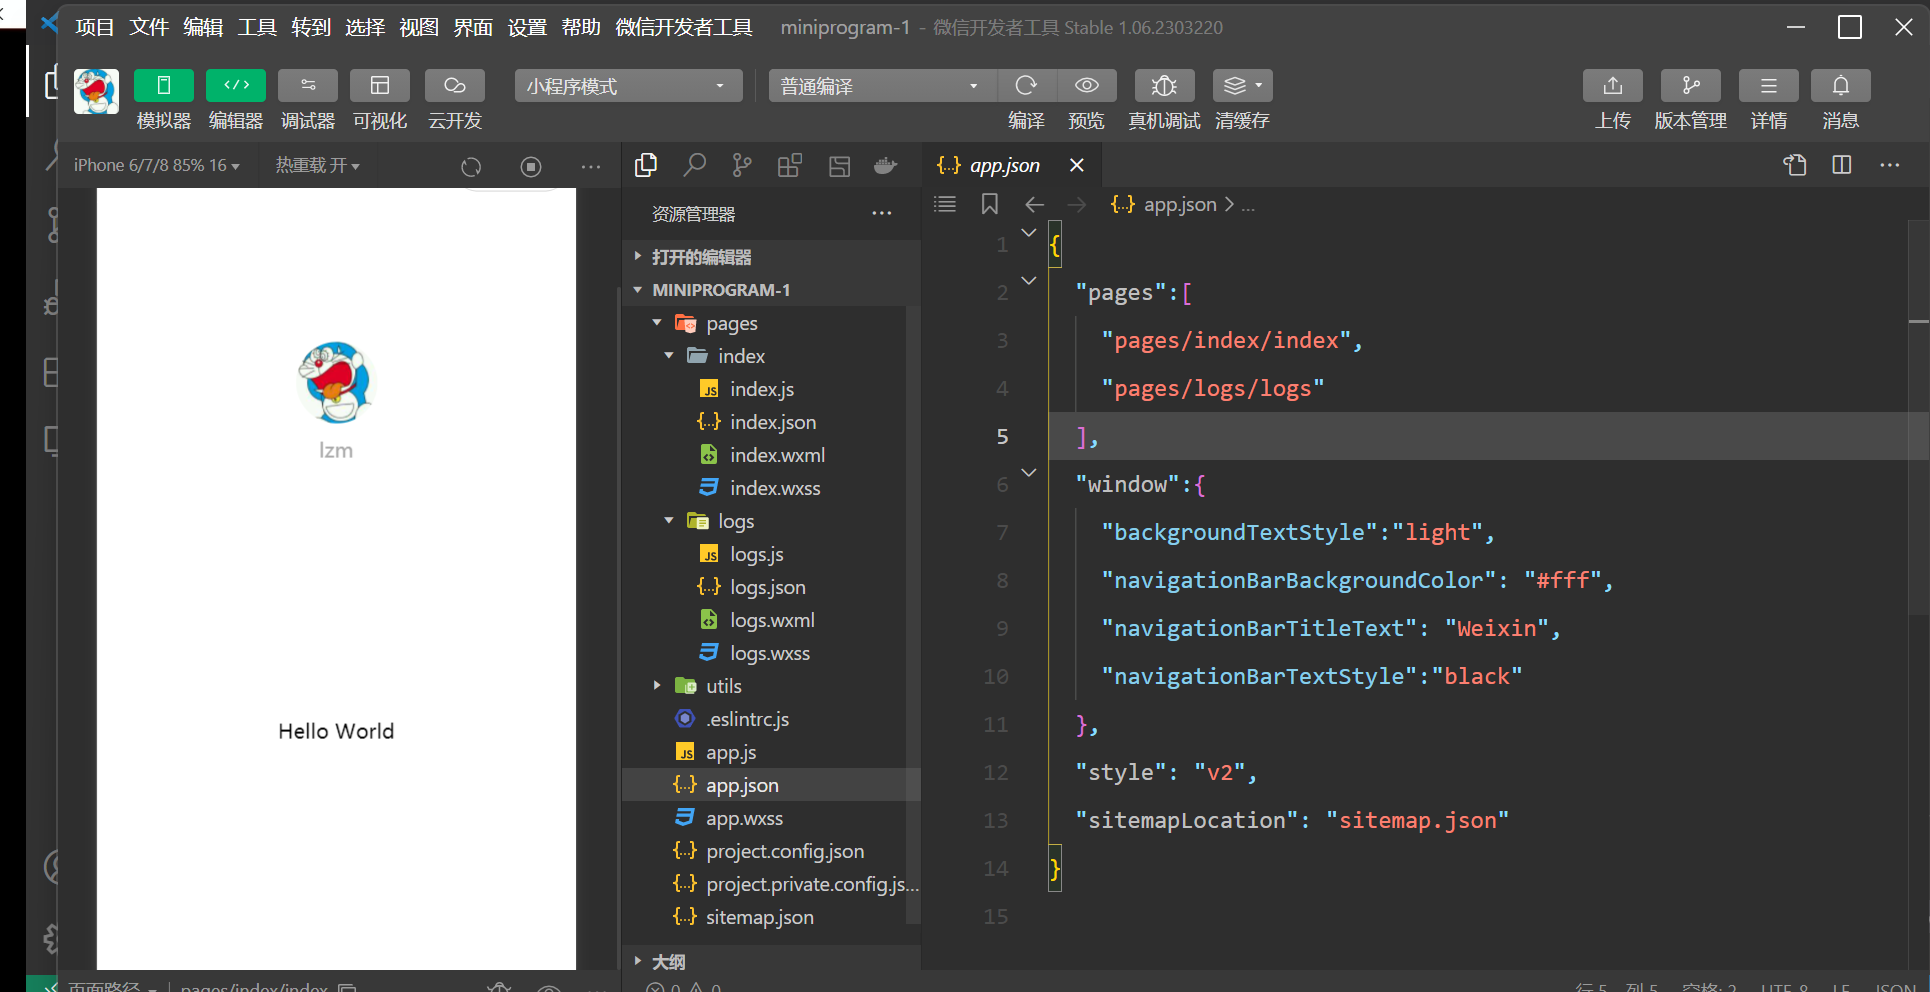 项目 文件 编辑 工具 转到 选择 视图 界面 设置 帮助 微信开发者工具 miniprogram-1 - 微信开发者工具 Stable 1.06.2303220
小程序模式 普通编译
模拟器 编辑器 调试器 可视化 云开发 编译 预览 真机调试 清缓存 上传 版本管理 详情 消息
iPhone 6/7/8 85% 16 热重载 开
lzm
Hello World
资源管理器
打开的编辑器
MINIPROGRAM-1
pages
index
index.js
index.json
index.wxml
index.wxss
logs
logs.js
logs.json
logs.wxml
logs.wxss
utils
.eslintrc.js
app.js
app.json
app.wxss
project.config.json
project.private.config.js...
sitemap.json
大纲
app.json
app.json > ...
1 {
2 "pages":[
3 "pages/index/index",
4 "pages/logs/logs"
5 ],
6 "window":{
7 "backgroundTextStyle":"light",
8 "navigationBarBackgroundColor": "#fff",
9 "navigationBarTitleText": "Weixin",
10 "navigationBarTextStyle":"black"
11 },
12 "style": "v2",
13 "sitemapLocation": "sitemap.json"
14 }
15
页面路径 pages/index/index 0 0 行 5, 列 5 空格: 2 UTF-8 LF JSON